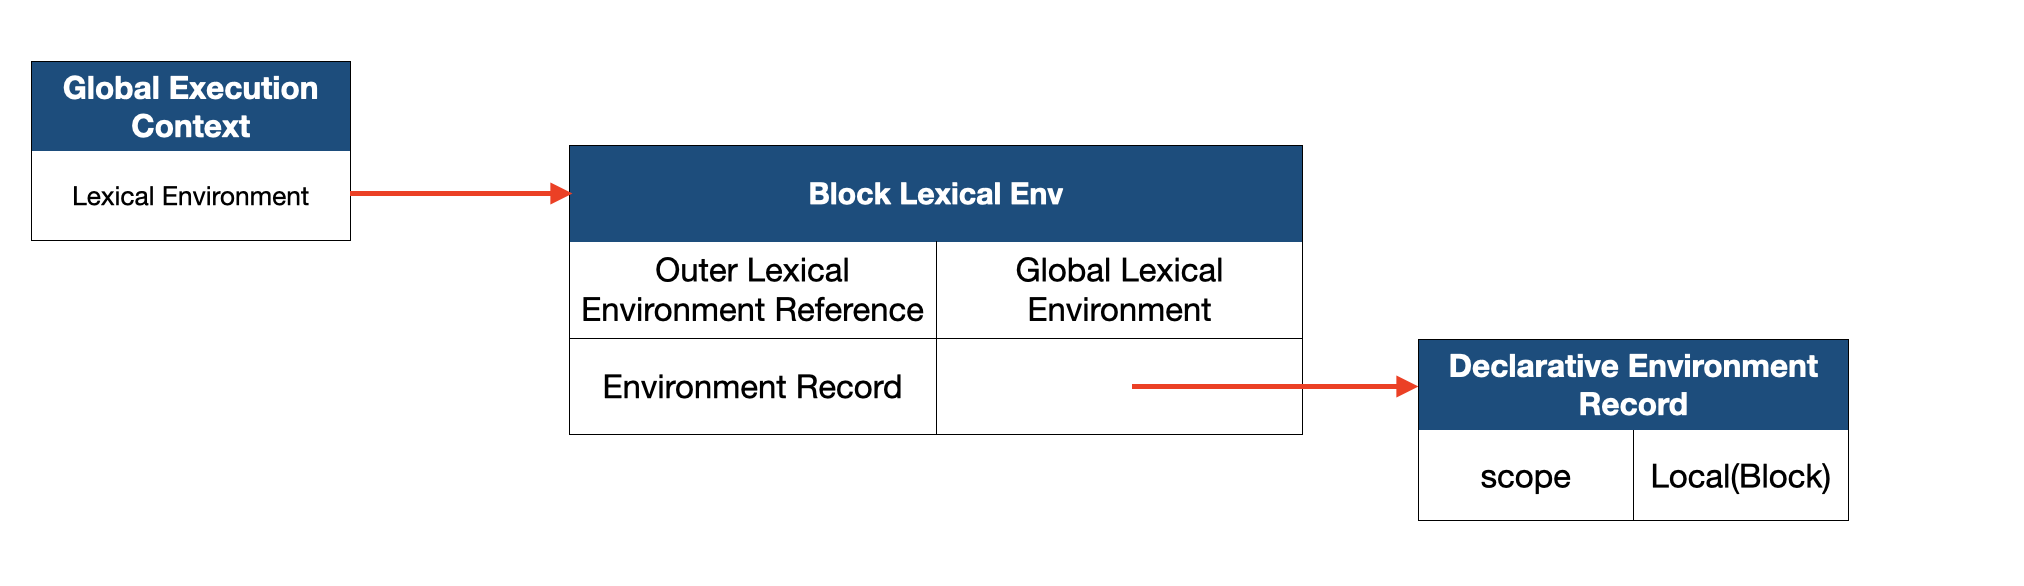 Global Execution
Context
Lexical Environment
Block Lexical Env
Outer Lexical
Environment Reference
Global Lexical
Environment
Environment Record
Declarative Environment
Record
scope
Local(Block)